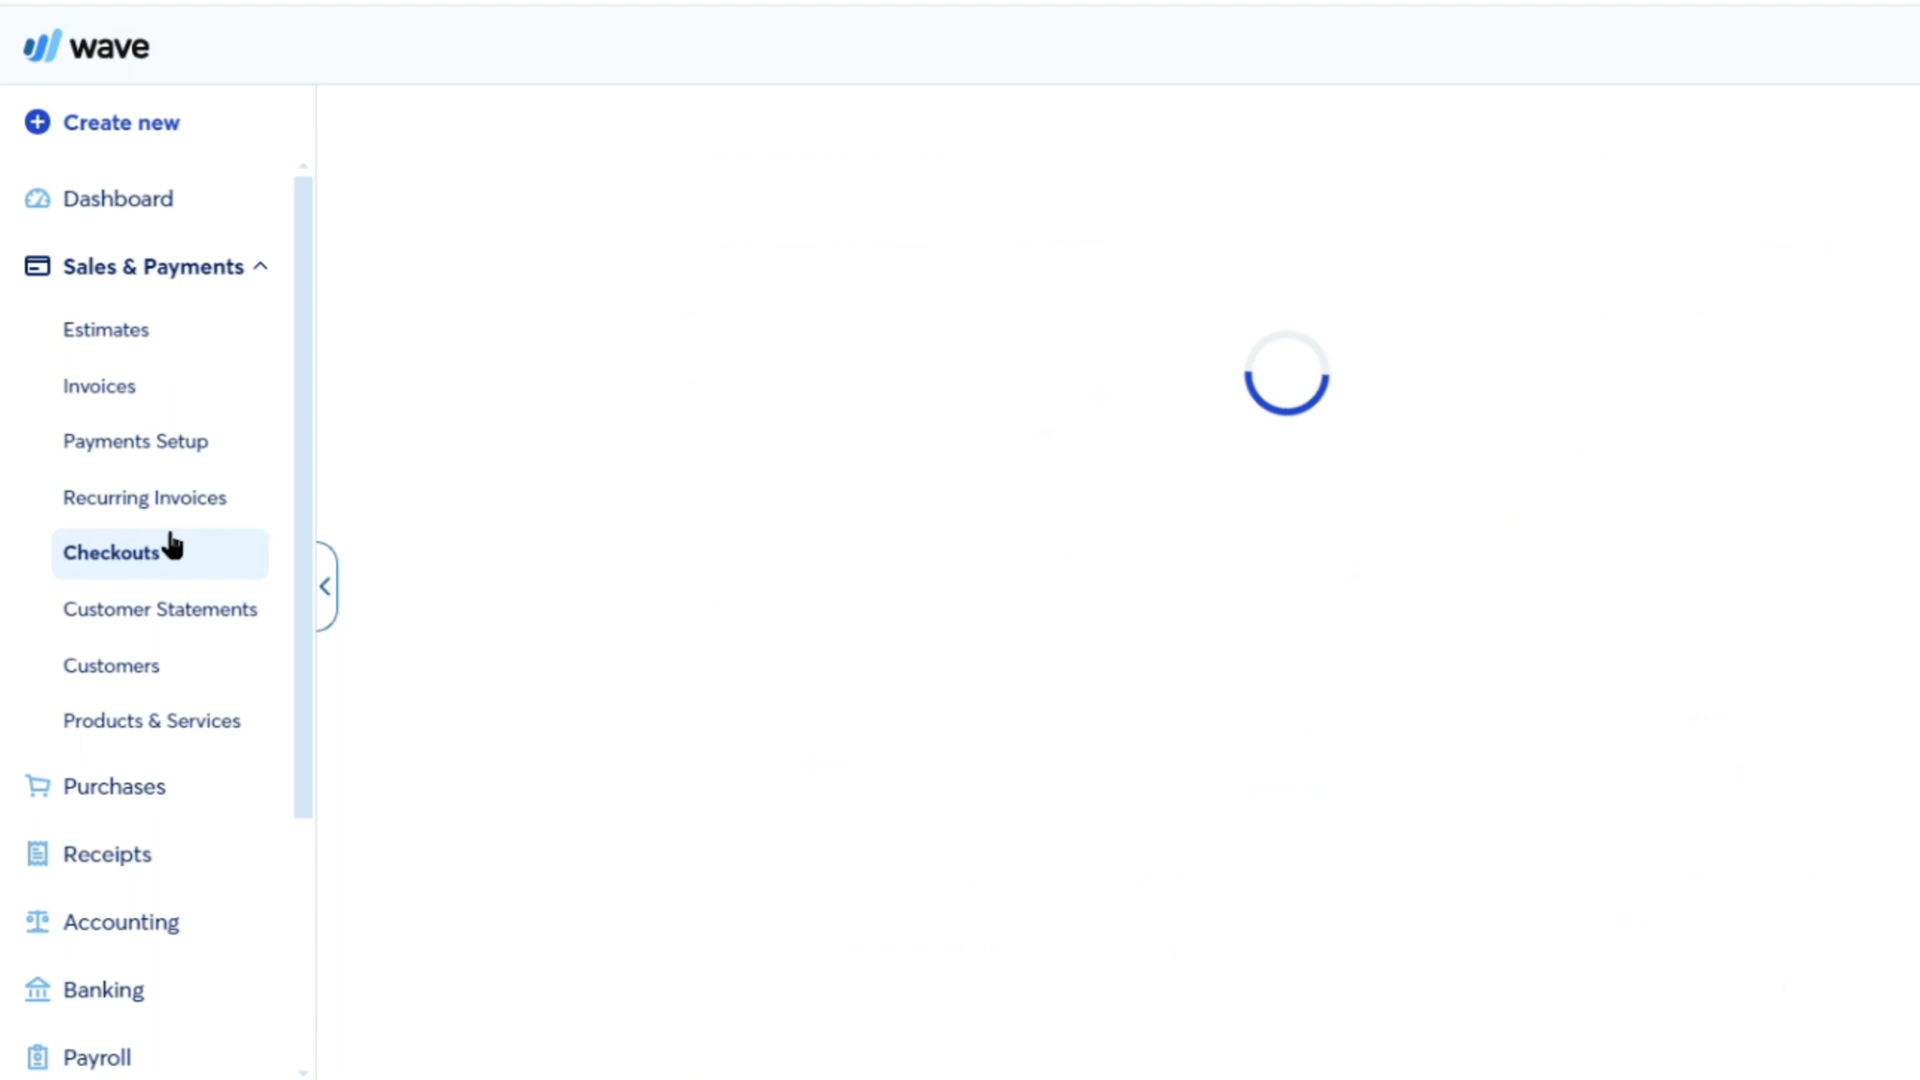 wave
Create new
Dashboard
Sales & Payments
Estimates
Invoices
Payments Setup
Recurring Invoices
Checkouts
Customer Statements
Customers
Products & Services
Purchases
Receipts
Accounting
Banking
Payroll